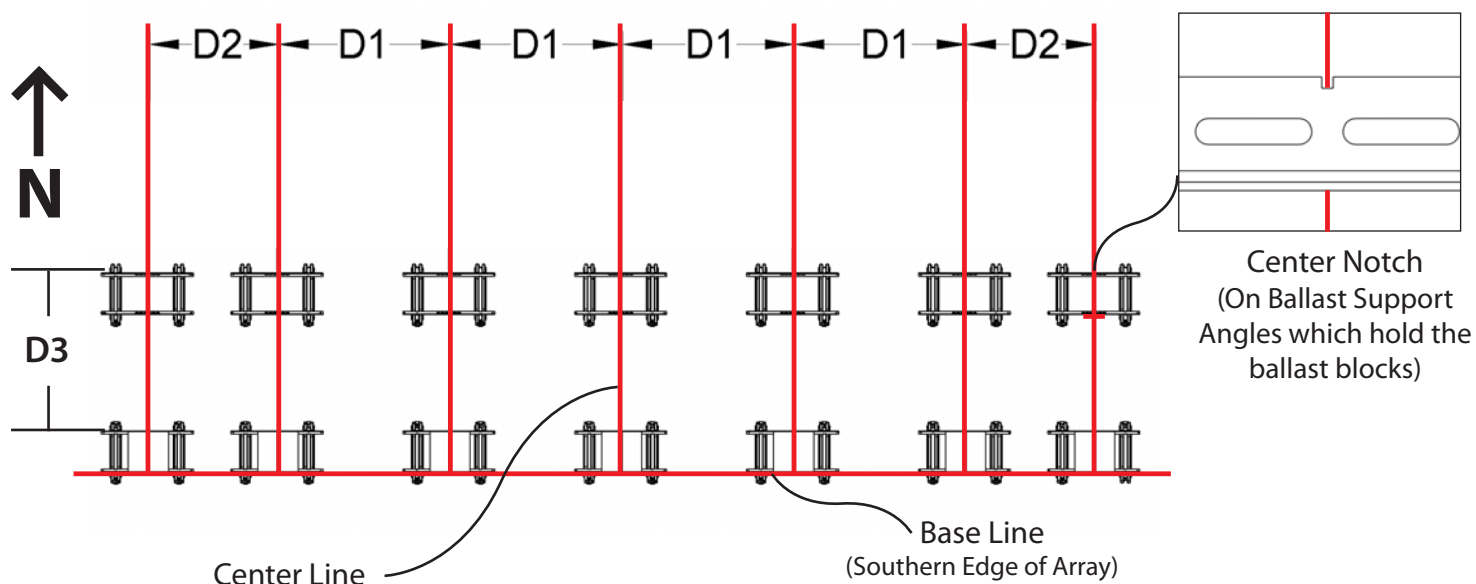 D2 D1 D1 D1 D1 D2
N
Center Notch
(On Ballast Support
Angles which hold the
ballast blocks)
D3
Base Line
(Southern Edge of Array)
Center Line